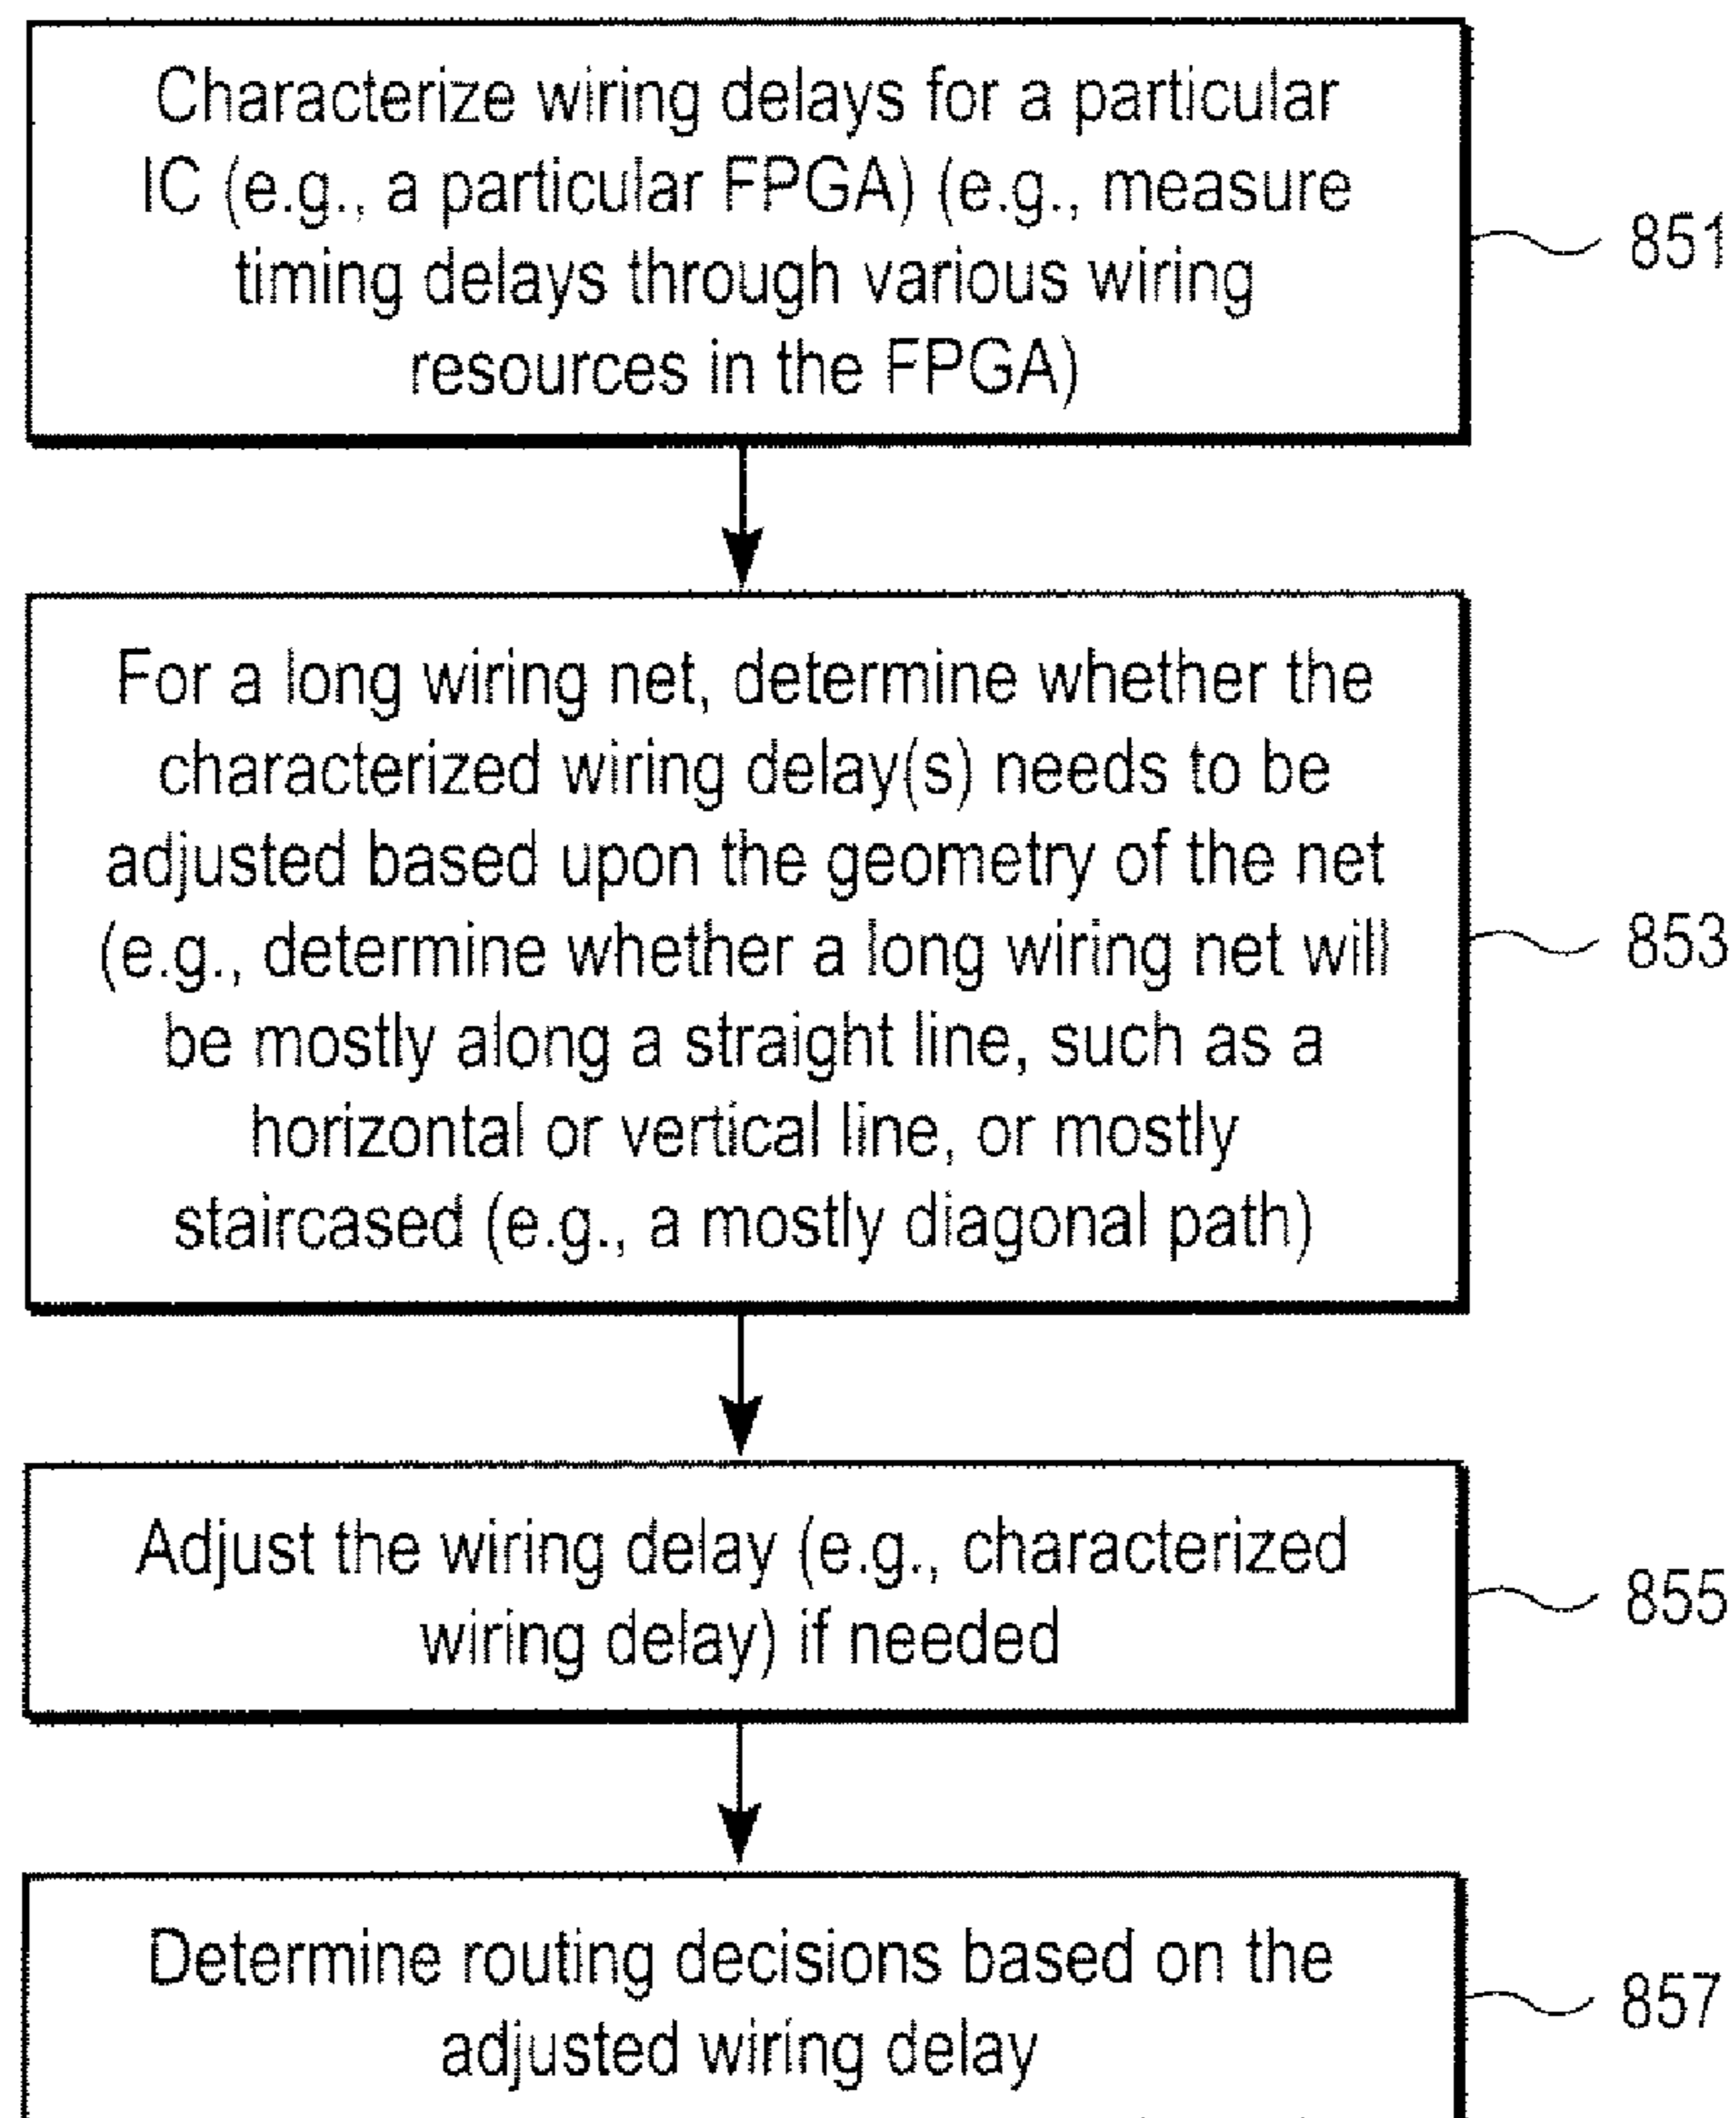 Characterize wiring delays for a particular
IC (e.g., a particular FPGA) (e.g., measure
timing delays through various wiring
resources in the FPGA)
851
For a long wiring net, determine whether the
characterized wiring delay(s) needs to be
adjusted based upon the geometry of the net
(e.g., determine whether a long wiring net will
be mostly along a straight line, such as a
horizontal or vertical line, or mostly
staircased (e.g., a mostly diagonal path)
853
Adjust the wiring delay (e.g., characterized
wiring delay) if needed
855
Determine routing decisions based on the
adjusted wiring delay
857